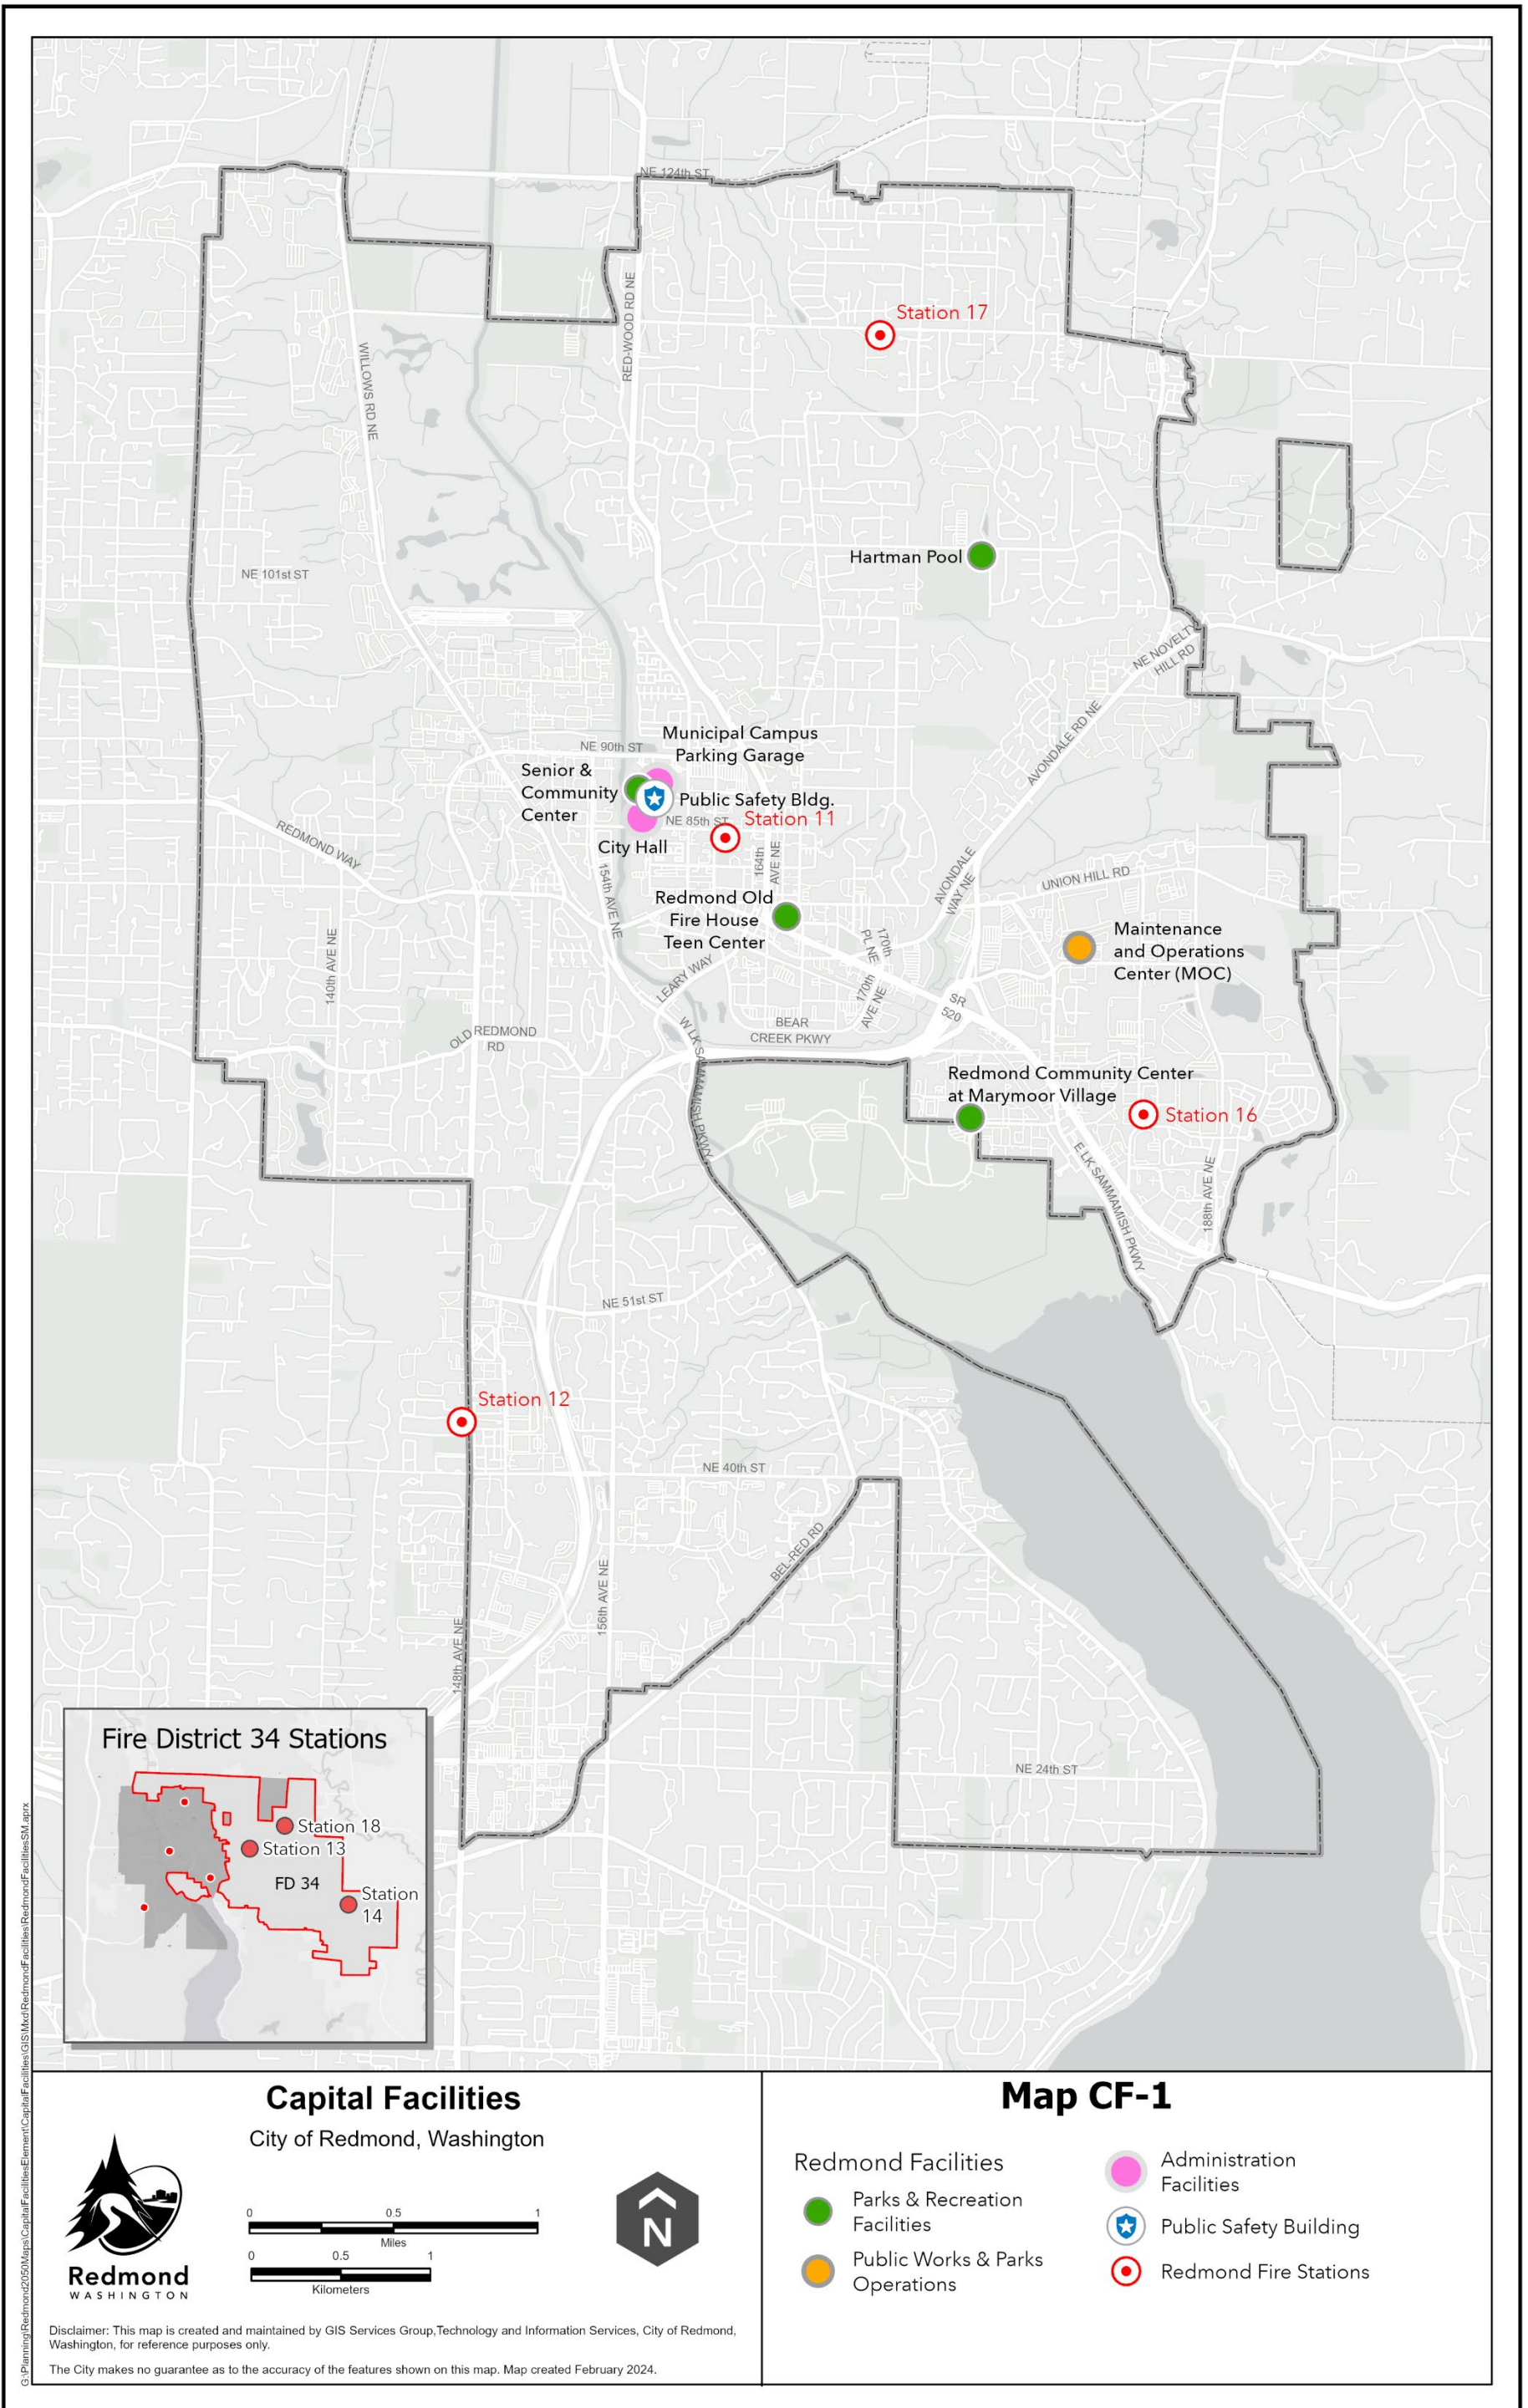 NE 124th ST
RED-WOOD RD NE
Station 17
WILLOWS RD NE
Hartman Pool
NE 101st ST
NE NOVELTY
HILL RD
AVONDALE RD NE
Municipal Campus
Parking Garage
NE 90th ST
Senior &
Community
Center
Public Safety Bldg.
NE 85th ST
Station 11
City Hall
REDMOND WAY
164th
AVE NE
154th AVE NE
AVONDALE
WAY NE
UNION HILL RD
Redmond Old
Fire House
Teen Center
Maintenance
and Operations
Center (MOC)
140th AVE NE
170th
PL NE
LEARY WAY
170th
AVE NE
SR
520
OLD REDMOND
RD
BEAR
CREEK PKWY
W LK SAMMAMISH PKWY
Redmond Community Center
at Marymoor Village
Station 16
E LK SAMMAMISH PKWY
188th AVE NE
NE 51st ST
Station 12
NE 40th ST
BEL-RED RD
156th AVE NE
148th AVE NE
NE 24th ST
Fire District 34 Stations
Station 18
Station 13
FD 34
Station
14
G:\Planning\Redmond2050Maps\CapitalFacilitiesElement\CapitalFacilities\GIS\Mxd\RedmondFacilities\RedmondFacilitiesSM.aprx
Capital Facilities
City of Redmond, Washington
0 0.5 1
Miles
0 0.5 1
Kilometers
N
Redmond
WASHINGTON
Disclaimer: This map is created and maintained by GIS Services Group,Technology and Information Services, City of Redmond,
Washington, for reference purposes only.
The City makes no guarantee as to the accuracy of the features shown on this map. Map created February 2024.
Map CF-1
Redmond Facilities
Parks & Recreation
Facilities
Public Works & Parks
Operations
Administration
Facilities
Public Safety Building
Redmond Fire Stations